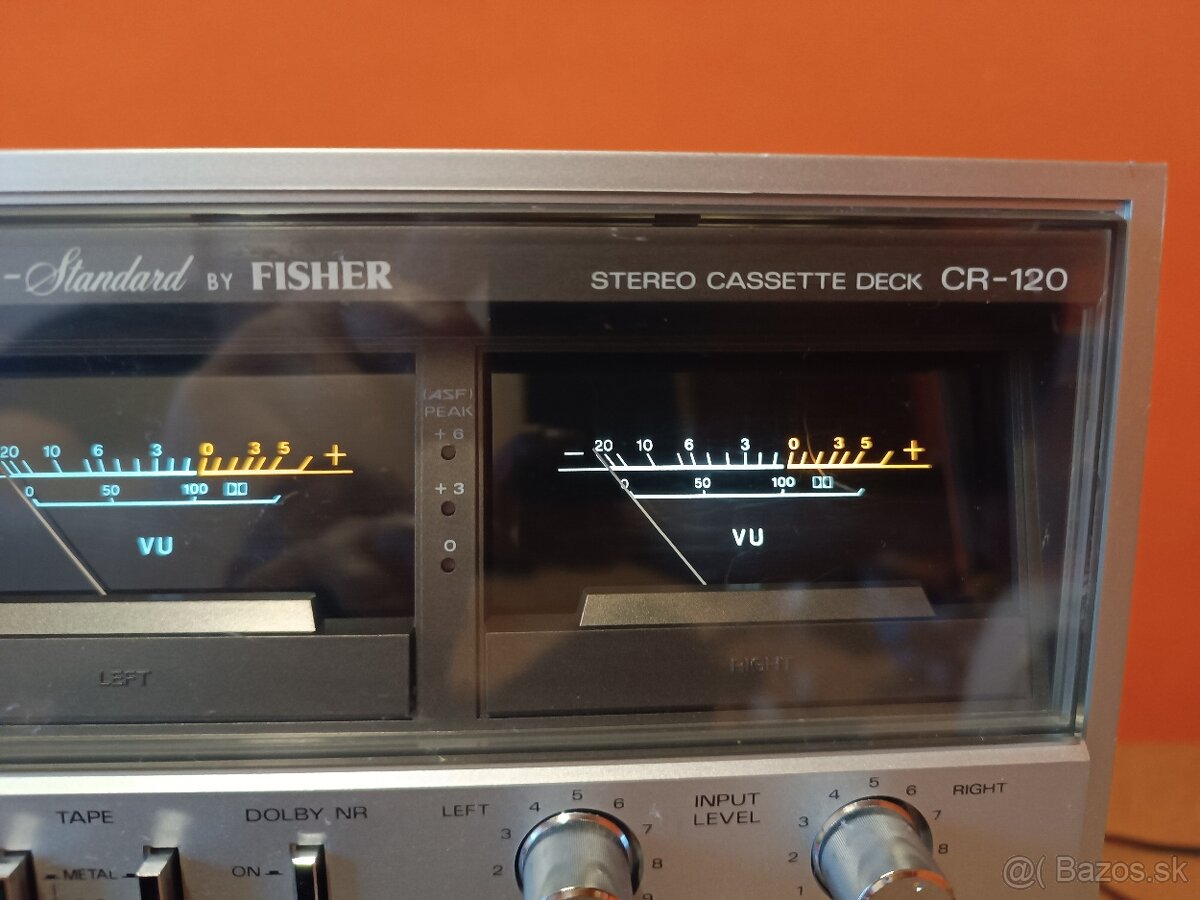 -Standard BY FISHER
STEREO CASSETTE DECK CR-120
(ASF)
PEAK
+6
+3
0
20 10 6 3 0 3 5 +
0 50 100
VU
LEFT
- 20 10 6 3 0 3 5 +
0 50 100
VU
RIGHT
TAPE
METAL
DOLBY NR
ON
LEFT
2 3 4 5 6 7 8 9
INPUT
LEVEL
RIGHT
1 2 3 4 5 6 7 8
@( Bazos.sk